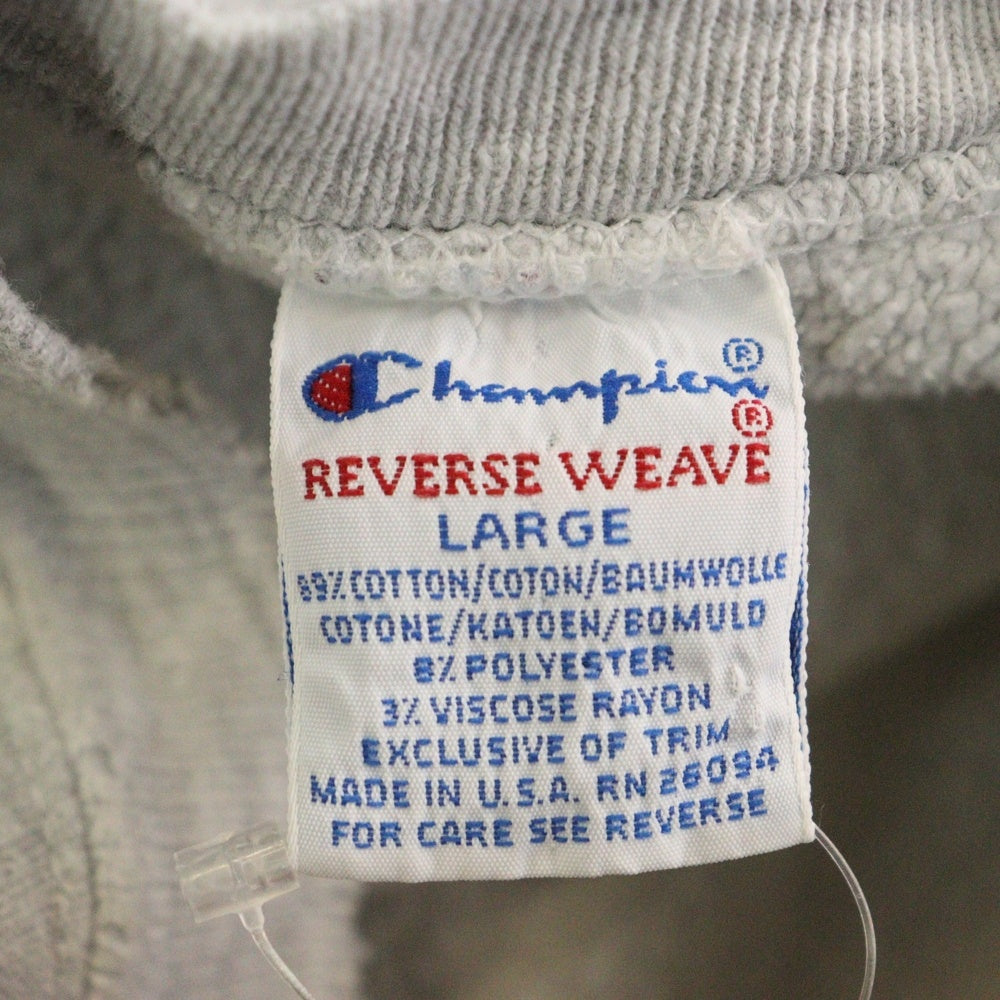 Champion®
®
REVERSE WEAVE
LARGE
89% COTTON/COTON/BAUMWOLLE
COTONE/KATOEN/BOMULD
8% POLYESTER
3% VISCOSE RAYON
EXCLUSIVE OF TRIM
MADE IN U.S.A. RN 26094
FOR CARE SEE REVERSE